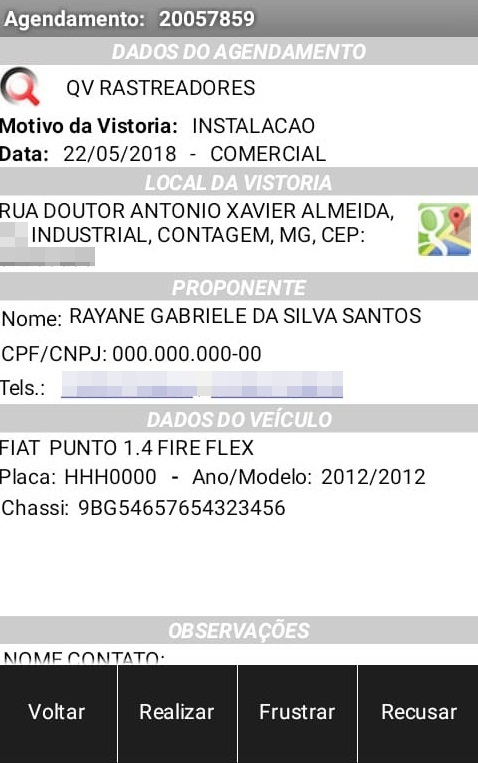 Agendamento: 20057859
DADOS DO AGENDAMENTO
QV RASTREADORES
Motivo da Vistoria: INSTALACAO
Data: 22/05/2018 - COMERCIAL
LOCAL DA VISTORIA
RUA DOUTOR ANTONIO XAVIER ALMEIDA,
INDUSTRIAL, CONTAGEM, MG, CEP:
PROPONENTE
Nome: RAYANE GABRIELE DA SILVA SANTOS
CPF/CNPJ: 000.000.000-00
Tels.:
DADOS DO VEÍCULO
FIAT PUNTO 1.4 FIRE FLEX
Placa: HHH0000 - Ano/Modelo: 2012/2012
Chassi: 9BG54657654323456
OBSERVAÇÕES
NOME CONTATO:
Voltar Realizar Frustrar Recusar